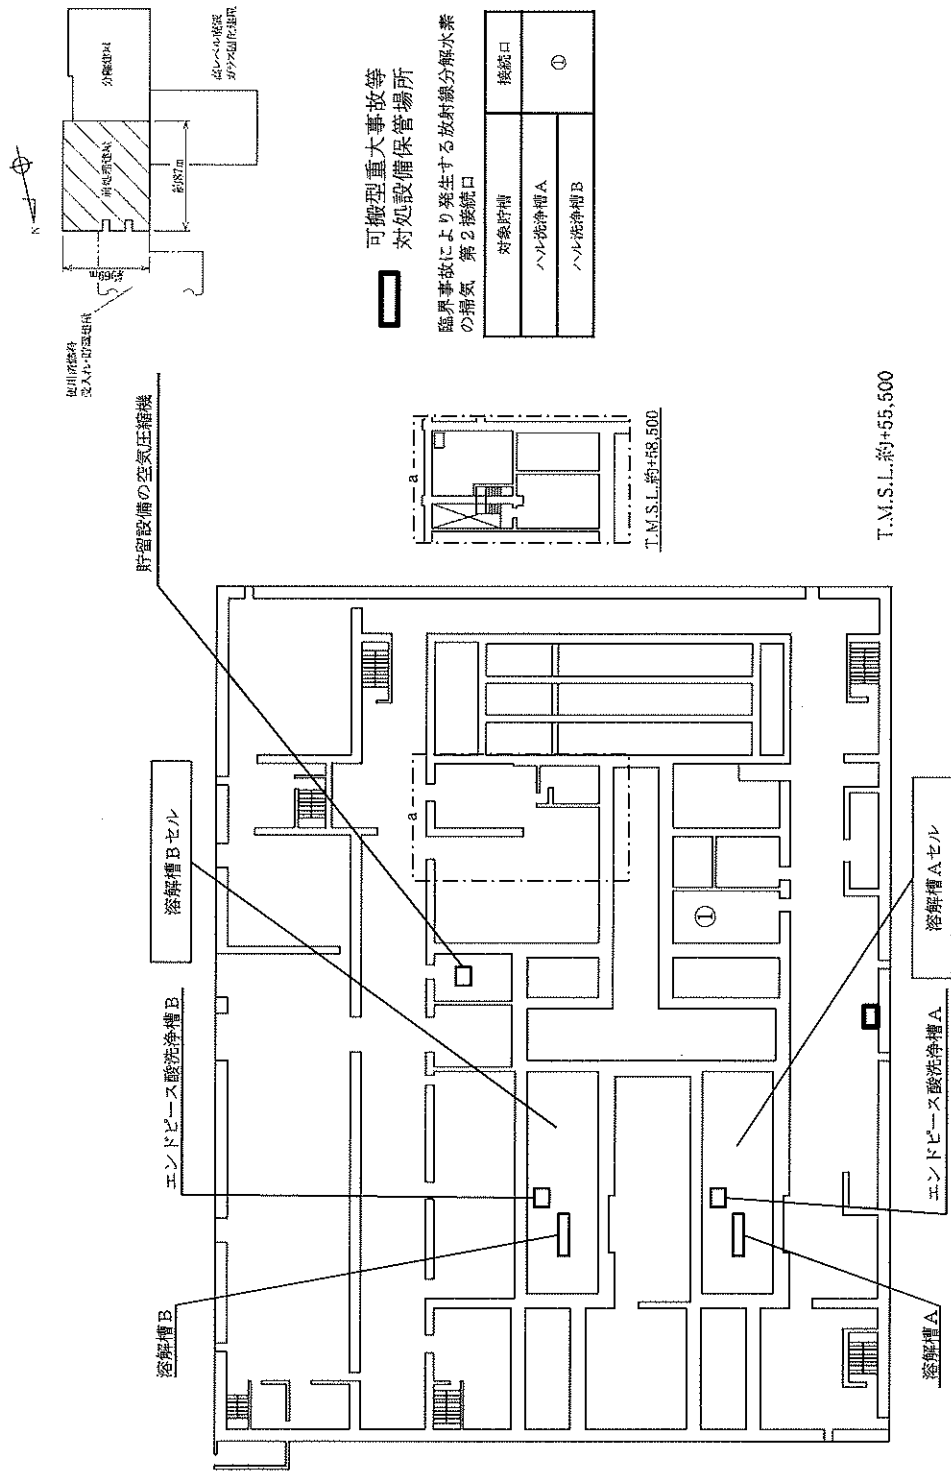 溶解槽B
エンドピース酸洗浄槽B
溶解槽Bセル
貯留設備の空気圧縮機
a
①
溶解槽A
エンドピース酸洗浄槽A
溶解槽Aセル
a
T.M.S.L.約+58,500
T.M.S.L.約+55,500
可搬型重大事故等
対処設備保管場所
臨界事故により発生する放射線分解水素
の掃気 第2接続口
対象貯槽 接続口
ハル洗浄槽A ①
ハル洗浄槽B
N
使用済燃料
受入れ・貯蔵建屋
約69m
前処理建屋
約87m
分離建屋
高レベル廃液
ガラス固化建屋